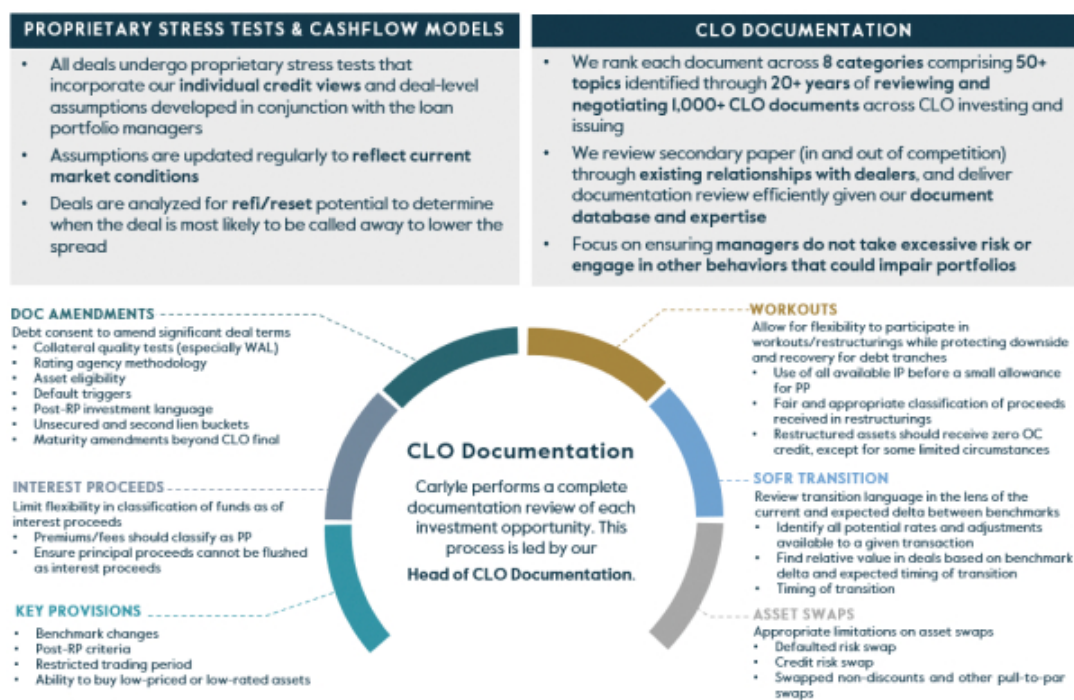 PROPRIETARY STRESS TESTS & CASHFLOW MODELS
• All deals undergo proprietary stress tests that
incorporate our individual credit views and deal-level
assumptions developed in conjunction with the loan
portfolio managers
• Assumptions are updated regularly to reflect current
market conditions
• Deals are analyzed for refi/reset potential to determine
when the deal is most likely to be called away to lower the
spread
CLO DOCUMENTATION
• We rank each document across 8 categories comprising 50+
topics identified through 20+ years of reviewing and
negotiating 1,000+ CLO documents across CLO investing and
issuing
• We review secondary paper (in and out of competition)
through existing relationships with dealers, and deliver
documentation review efficiently given our document
database and expertise
• Focus on ensuring managers do not take excessive risk or
engage in other behaviors that could impair portfolios
DOC AMENDMENTS
Debt consent to amend significant deal terms
• Collateral quality tests (especially WAL)
• Rating agency methodology
• Asset eligibility
• Default triggers
• Post-RP investment language
• Unsecured and second lien buckets
• Maturity amendments beyond CLO final
INTEREST PROCEEDS
Limit flexibility in classification of funds as of
interest proceeds
• Premiums/fees should classify as PP
• Ensure principal proceeds cannot be flushed
as interest proceeds
KEY PROVISIONS
• Benchmark changes
• Post-RP criteria
• Restricted trading period
• Ability to buy low-priced or low-rated assets
CLO Documentation
Carlyle performs a complete
documentation review of each
investment opportunity. This
process is led by our
Head of CLO Documentation.
WORKOUTS
Allow for flexibility to participate in
workouts/restructurings while protecting downside
and recovery for debt tranches
• Use of all available IP before a small allowance
for PP
• Fair and appropriate classification of proceeds
received in restructurings
• Restructured assets should receive zero OC
credit, except for some limited circumstances
SOFR TRANSITION
Review transition language in the lens of the
current and expected delta between benchmarks
• Identify all potential rates and adjustments
available to a given transaction
• Find relative value in deals based on benchmark
delta and expected timing of transition
• Timing of transition
ASSET SWAPS
Appropriate limitations on asset swaps
• Defaulted risk swap
• Credit risk swap
• Swapped non-discounts and other pull-to-par
swaps